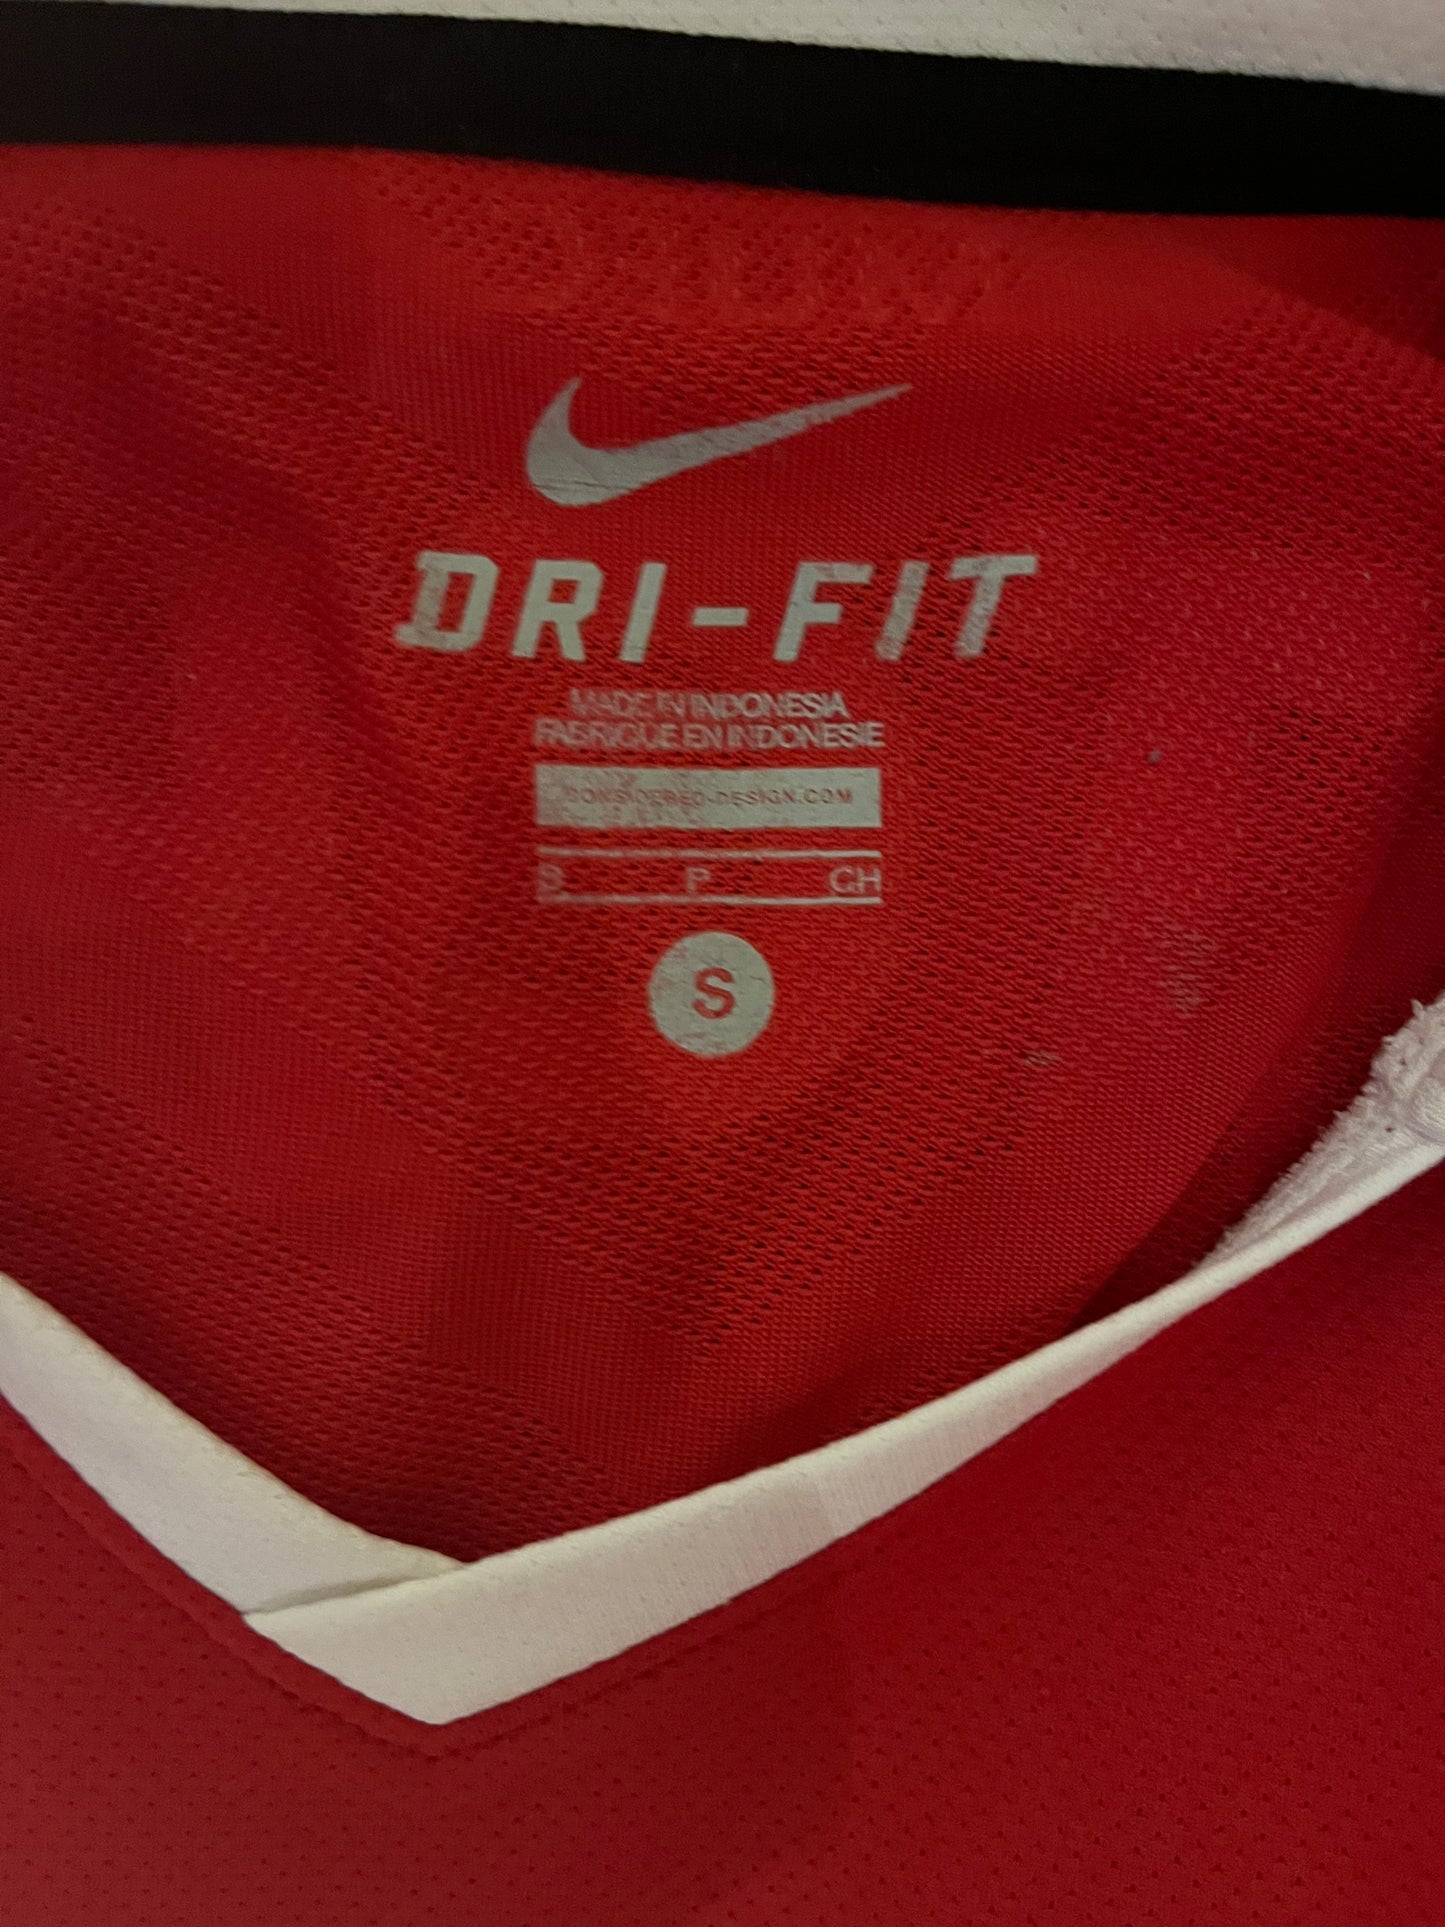 DRI-FIT
MADE IN INDONESIA
FABRIQUE EN INDONESIE
CONSIDERED-DESIGN.COM
S P CH
S